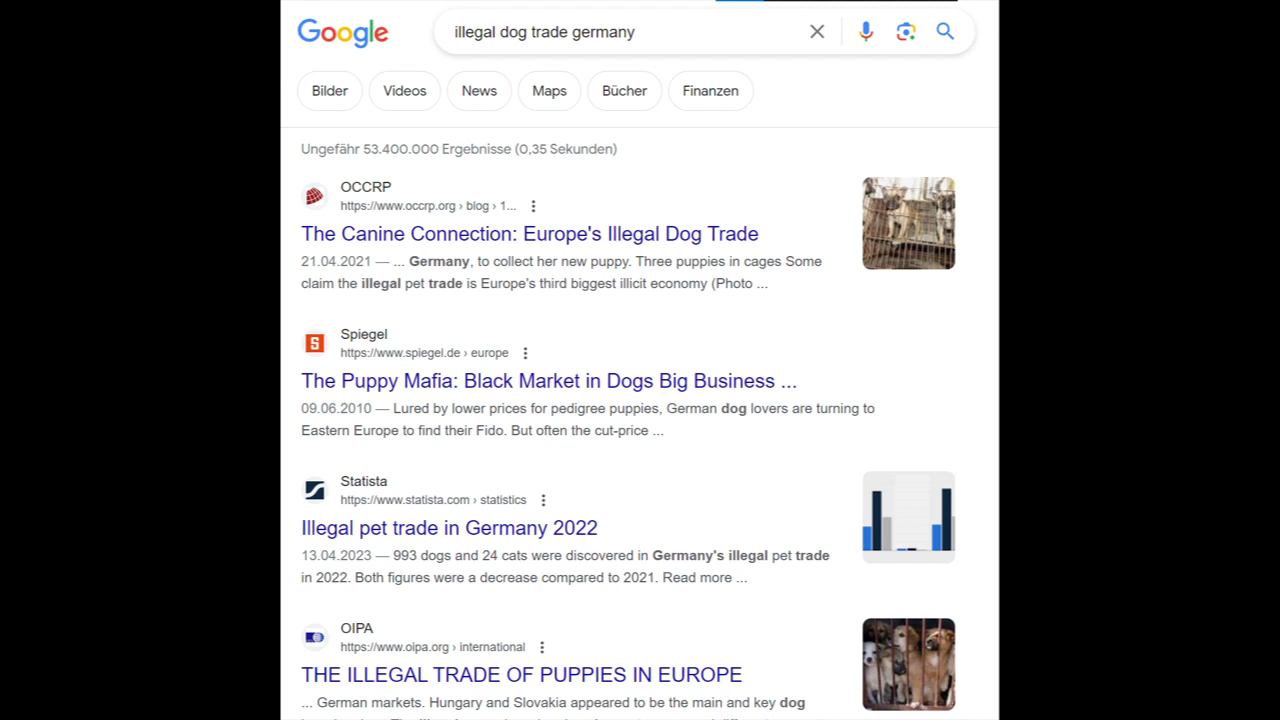 Google
illegal dog trade germany
Bilder
Videos
News
Maps
Bücher
Finanzen
Ungefähr 53.400.000 Ergebnisse (0,35 Sekunden)
OCCRP
https://www.occrp.org › blog › 1...
The Canine Connection: Europe's Illegal Dog Trade
21.04.2021 — ... Germany, to collect her new puppy. Three puppies in cages Some
claim the illegal pet trade is Europe's third biggest illicit economy (Photo ...
Spiegel
https://www.spiegel.de › europe
The Puppy Mafia: Black Market in Dogs Big Business ...
09.06.2010 — Lured by lower prices for pedigree puppies, German dog lovers are turning to
Eastern Europe to find their Fido. But often the cut-price ...
Statista
https://www.statista.com › statistics
Illegal pet trade in Germany 2022
13.04.2023 — 993 dogs and 24 cats were discovered in Germany's illegal pet trade
in 2022. Both figures were a decrease compared to 2021. Read more ...
OIPA
https://www.oipa.org › international
THE ILLEGAL TRADE OF PUPPIES IN EUROPE
... German markets. Hungary and Slovakia appeared to be the main and key dog